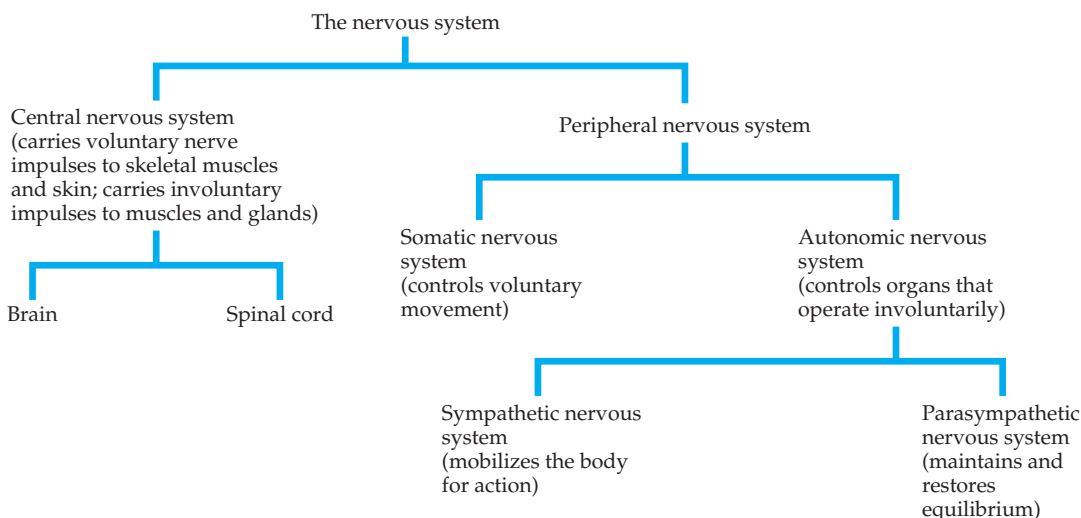 The nervous system
Central nervous system
(carries voluntary nerve
impulses to skeletal muscles
and skin; carries involuntary
impulses to muscles and glands)
Peripheral nervous system
Brain
Spinal cord
Somatic nervous
system
(controls voluntary
movement)
Autonomic nervous
system
(controls organs that
operate involuntarily)
Sympathetic nervous
system
(mobilizes the body
for action)
Parasympathetic
nervous system
(maintains and
restores
equilibrium)